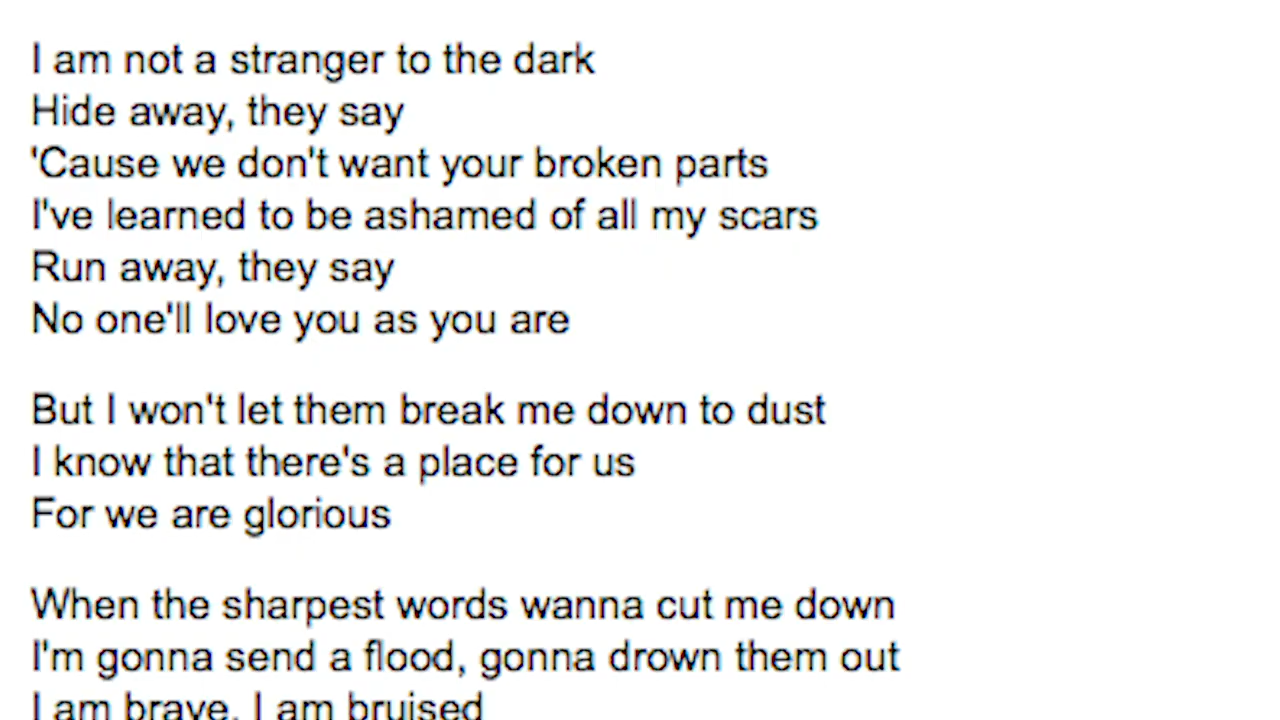 I am not a stranger to the dark
Hide away, they say
'Cause we don't want your broken parts
I've learned to be ashamed of all my scars
Run away, they say
No one'll love you as you are
But I won't let them break me down to dust
I know that there's a place for us
For we are glorious
When the sharpest words wanna cut me down
I'm gonna send a flood, gonna drown them out
I am brave, I am bruised